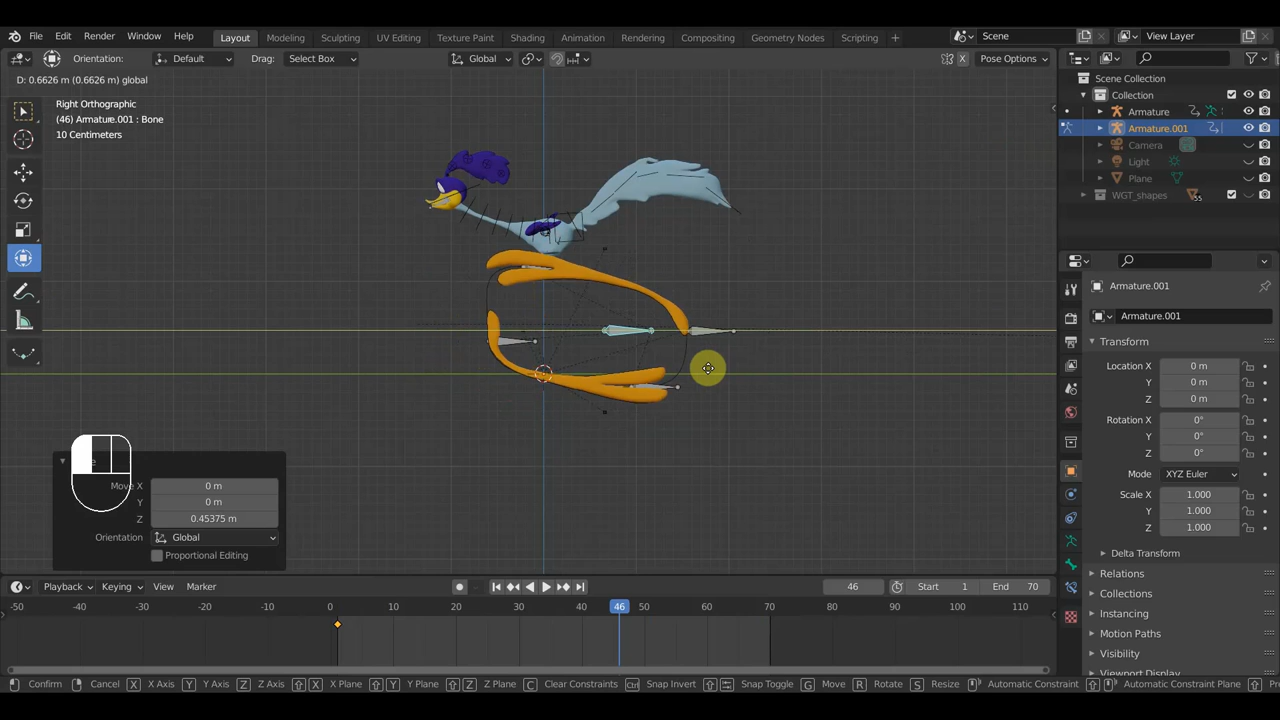 File Edit Render Window Help Layout Modeling Sculpting UV Editing Texture Paint Shading Animation Rendering Compositing Geometry Nodes Scripting + Scene View Layer
Orientation: Default Drag: Select Box Global X Pose Options
D: 0.6626 m (0.6626 m) global
Right Orthographic
(46) Armature.001 : Bone
10 Centimeters
Scene Collection
Collection
Armature
Armature.001
Camera
Light
Plane
WGT_shapes 55
Armature.001
Armature.001
Transform
Location X 0 m
Y 0 m
Z 0 m
Rotation X 0°
Y 0°
Z 0°
Mode XYZ Euler
Scale X 1.000
Y 1.000
Z 1.000
Delta Transform
Relations
Collections
Instancing
Motion Paths
Visibility
Viewport Display
Move X 0 m
Y 0 m
Z 0.45375 m
Orientation Global
Proportional Editing
Playback Keying View Marker 46 Start 1 End 70
-50 -40 -30 -20 -10 0 10 20 30 40 46 50 60 70 80 90 100 110
Confirm Cancel X X Axis Y Y Axis Z Z Axis X X Plane Y Y Plane Z Z Plane C Clear Constraints Ctrl Snap Invert Snap Toggle G Move R Rotate S Resize Automatic Constraint Automatic Constraint Plane